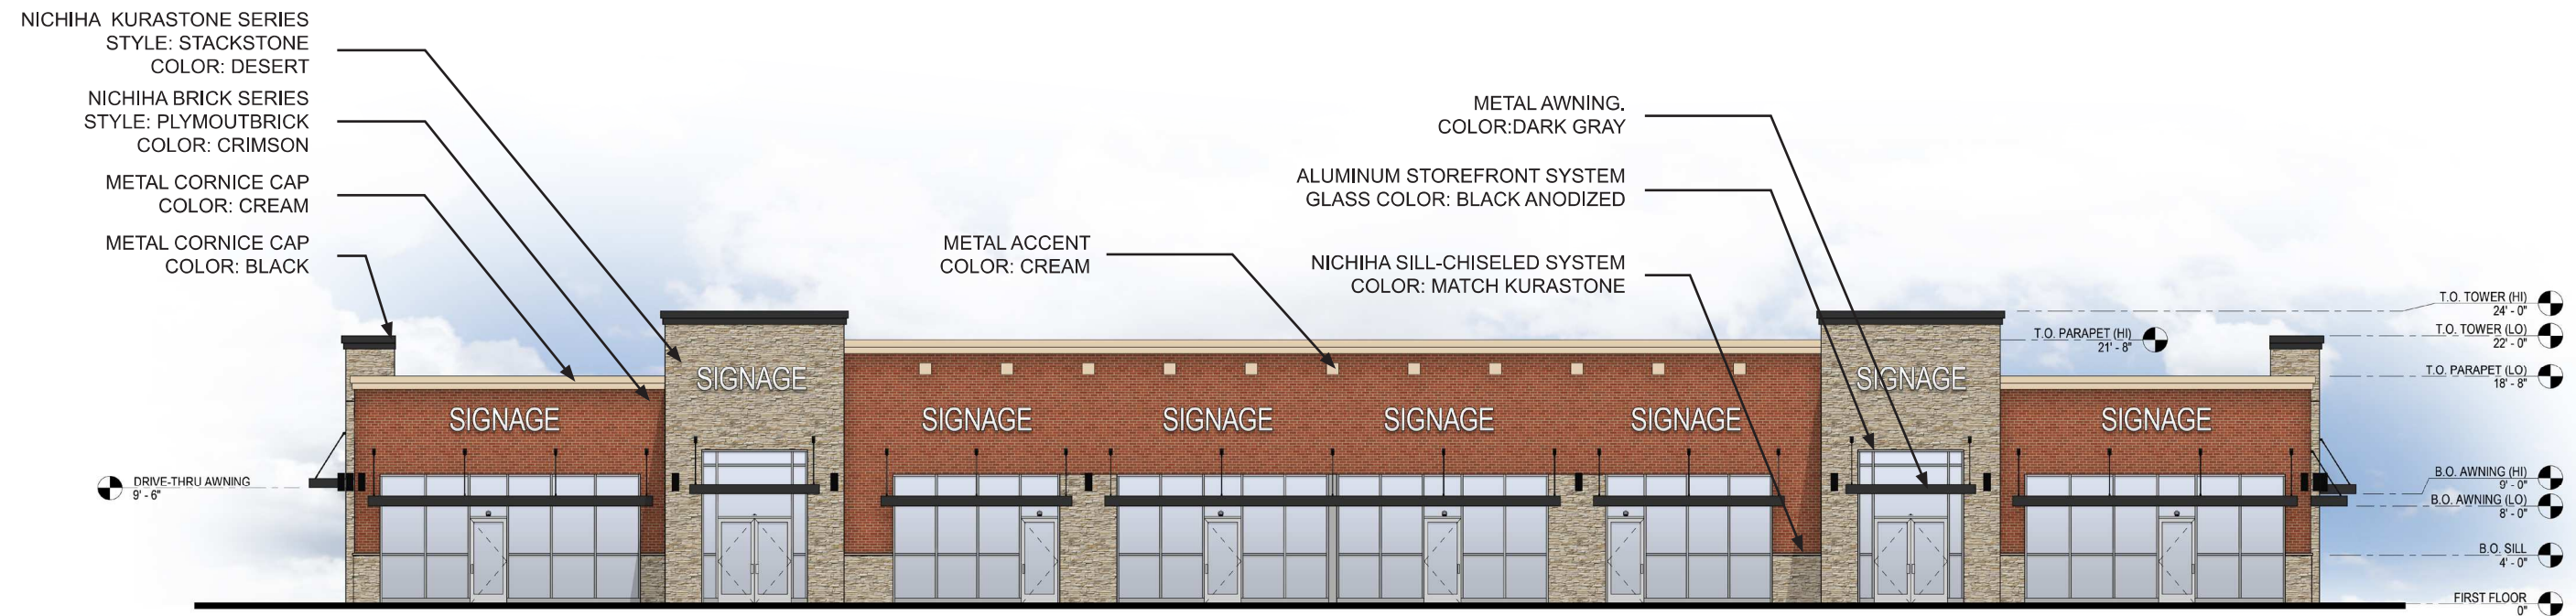 NICHIHA KURASTONE SERIES
STYLE: STACKSTONE
COLOR: DESERT
NICHIHA BRICK SERIES
STYLE: PLYMOUTBRICK
COLOR: CRIMSON
METAL CORNICE CAP
COLOR: CREAM
METAL CORNICE CAP
COLOR: BLACK
METAL ACCENT
COLOR: CREAM
METAL AWNING.
COLOR:DARK GRAY
ALUMINUM STOREFRONT SYSTEM
GLASS COLOR: BLACK ANODIZED
NICHIHA SILL-CHISELED SYSTEM
COLOR: MATCH KURASTONE
T.O. TOWER (HI)
24' - 0"
T.O. PARAPET (HI)
21' - 8"
T.O. TOWER (LO)
22' - 0"
T.O. PARAPET (LO)
18' - 8"
SIGNAGE
SIGNAGE
SIGNAGE
SIGNAGE
SIGNAGE
SIGNAGE
SIGNAGE
SIGNAGE
DRIVE-THRU AWNING
9' - 6"
B.O. AWNING (HI)
9' - 0"
B.O. AWNING (LO)
8' - 0"
B.O. SILL
4' - 0"
FIRST FLOOR
0"